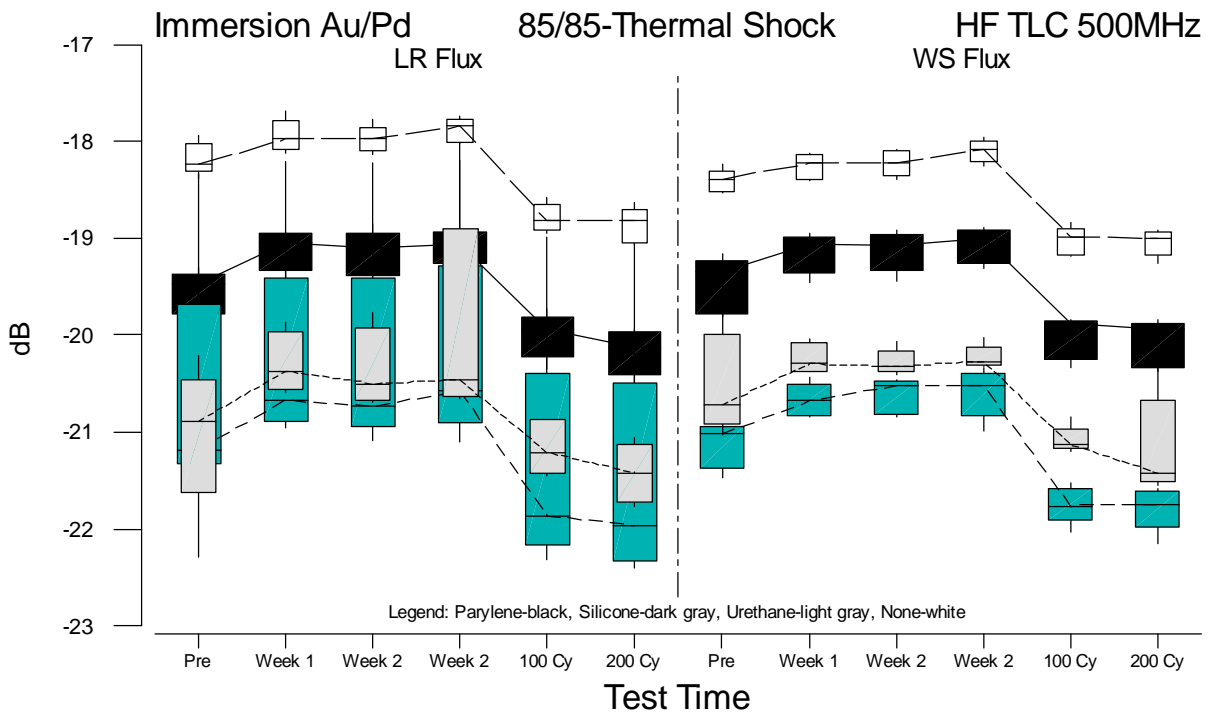 Immersion Au/Pd 85/85-Thermal Shock HF TLC 500MHz
LR Flux WS Flux
-17
-18
-19
-20
-21
-22
-23
dB
Legend: Parylene-black, Silicone-dark gray, Urethane-light gray, None-white
Pre Week 1 Week 2 Week 2 100 Cy 200 Cy Pre Week 1 Week 2 Week 2 100 Cy 200 Cy
Test Time